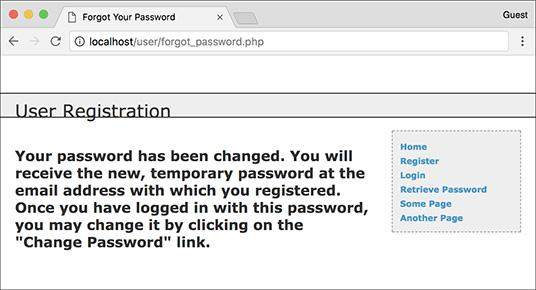 Forgot Your Password
Guest
localhost/user/forgot_password.php
User Registration
Your password has been changed. You will
receive the new, temporary password at the
email address with which you registered.
Once you have logged in with this password,
you may change it by clicking on the
"Change Password" link.
Home
Register
Login
Retrieve Password
Some Page
Another Page